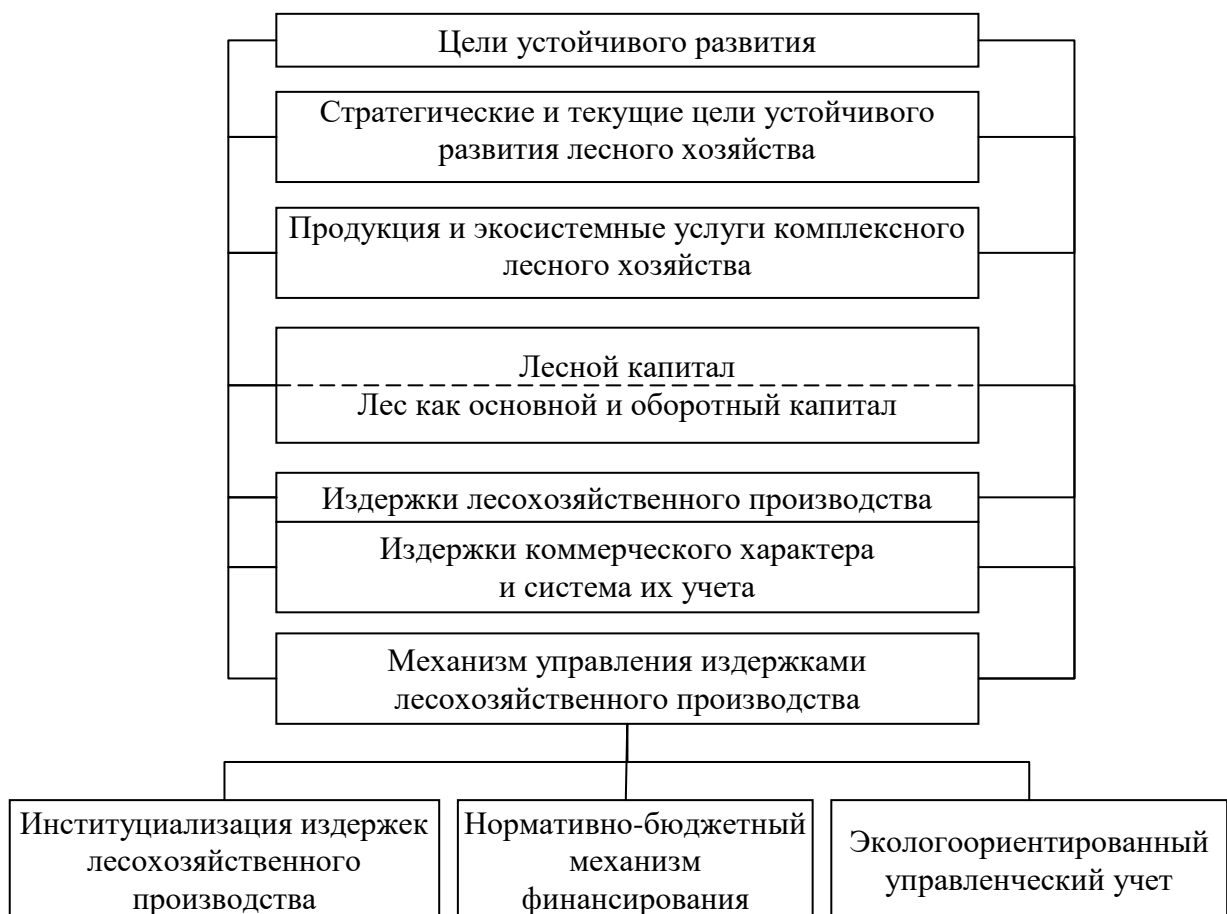 Цели устойчивого развития
Стратегические и текущие цели устойчивого
развития лесного хозяйства
Продукция и экосистемные услуги комплексного
лесного хозяйства
Лесной капитал
Лес как основной и оборотный капитал
Издержки лесохозяйственного производства
Издержки коммерческого характера
и система их учета
Механизм управления издержками
лесохозяйственного производства
Институциализация издержек
лесохозяйственного
производства
Нормативно-бюджетный
механизм
финансирования
Экологоориентированный
управленческий учет